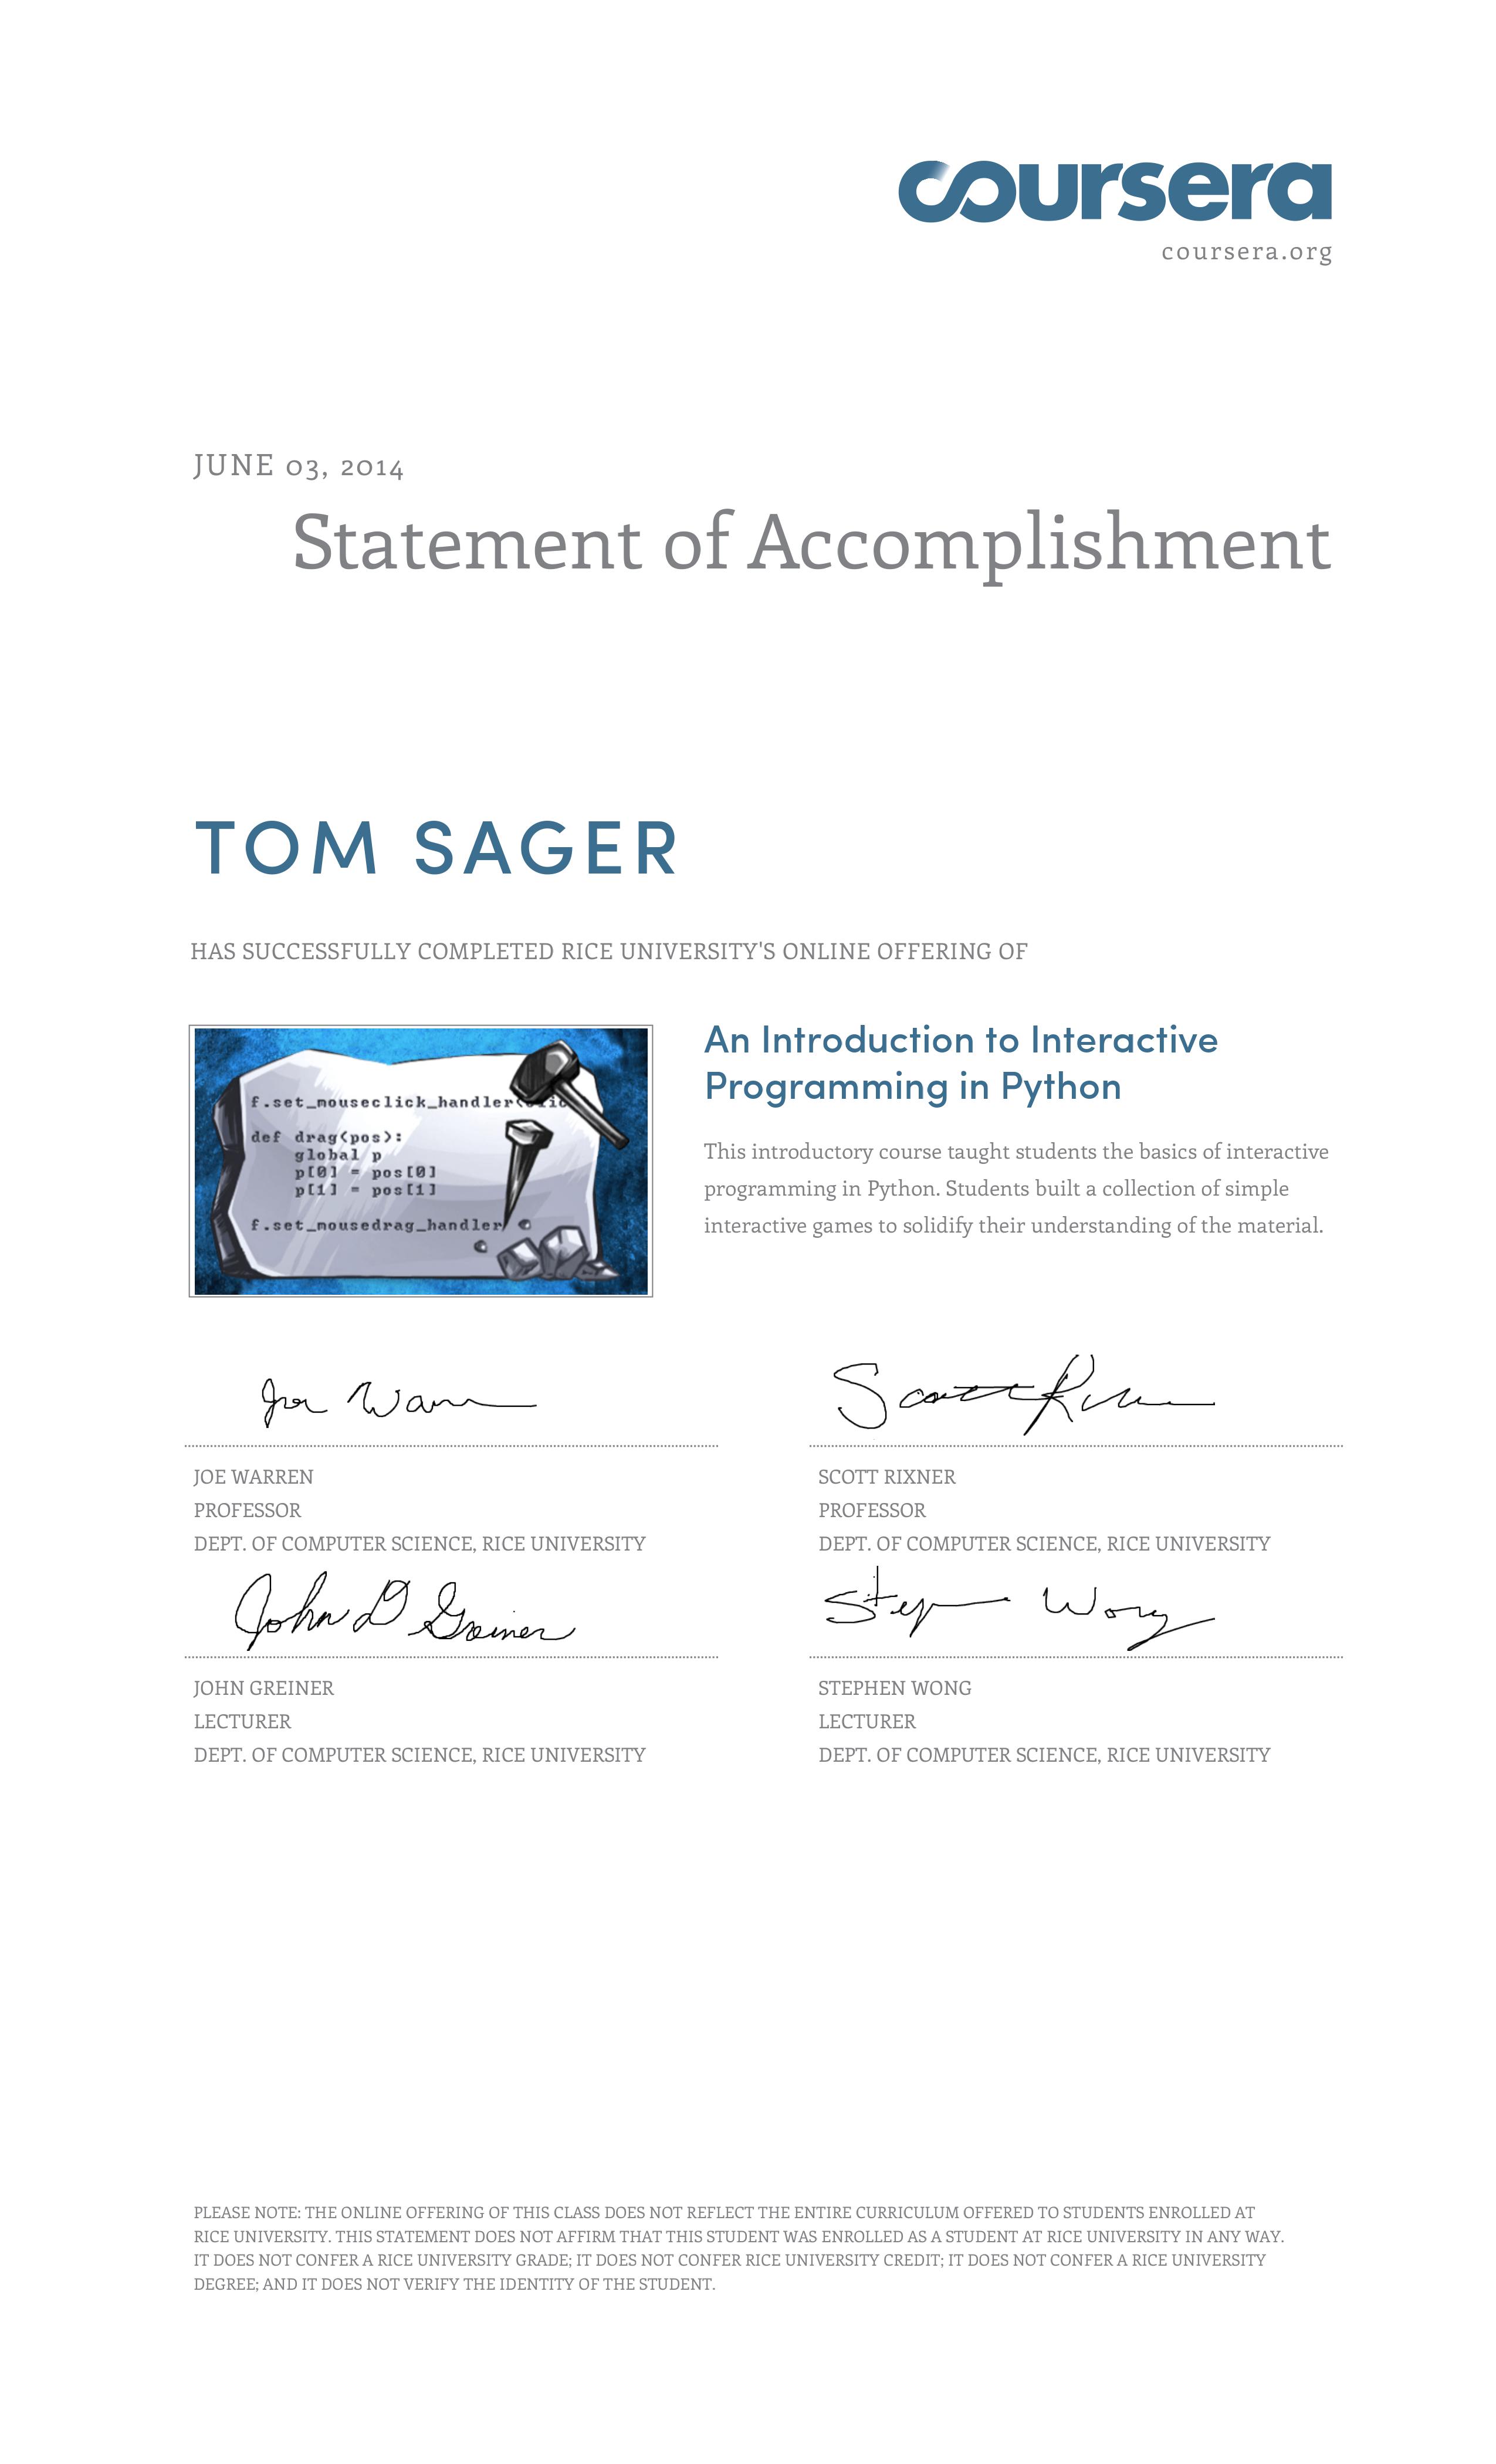 coursera
coursera.org
JUNE 03, 2014
Statement of Accomplishment
TOM SAGER
HAS SUCCESSFULLY COMPLETED RICE UNIVERSITY'S ONLINE OFFERING OF
f.set_mouseclick_handler(
def drag(pos):
global p
p[0] = pos[0]
p[1] = pos[1]
f.set_mousedrag_handler
An Introduction to Interactive
Programming in Python
This introductory course taught students the basics of interactive
programming in Python. Students built a collection of simple
interactive games to solidify their understanding of the material.
Joe Warren
JOE WARREN
PROFESSOR
DEPT. OF COMPUTER SCIENCE, RICE UNIVERSITY
Scott Rixner
SCOTT RIXNER
PROFESSOR
DEPT. OF COMPUTER SCIENCE, RICE UNIVERSITY
John D Greiner
JOHN GREINER
LECTURER
DEPT. OF COMPUTER SCIENCE, RICE UNIVERSITY
Stephen Wong
STEPHEN WONG
LECTURER
DEPT. OF COMPUTER SCIENCE, RICE UNIVERSITY
PLEASE NOTE: THE ONLINE OFFERING OF THIS CLASS DOES NOT REFLECT THE ENTIRE CURRICULUM OFFERED TO STUDENTS ENROLLED AT
RICE UNIVERSITY. THIS STATEMENT DOES NOT AFFIRM THAT THIS STUDENT WAS ENROLLED AS A STUDENT AT RICE UNIVERSITY IN ANY WAY.
IT DOES NOT CONFER A RICE UNIVERSITY GRADE; IT DOES NOT CONFER RICE UNIVERSITY CREDIT; IT DOES NOT CONFER A RICE UNIVERSITY
DEGREE; AND IT DOES NOT VERIFY THE IDENTITY OF THE STUDENT.